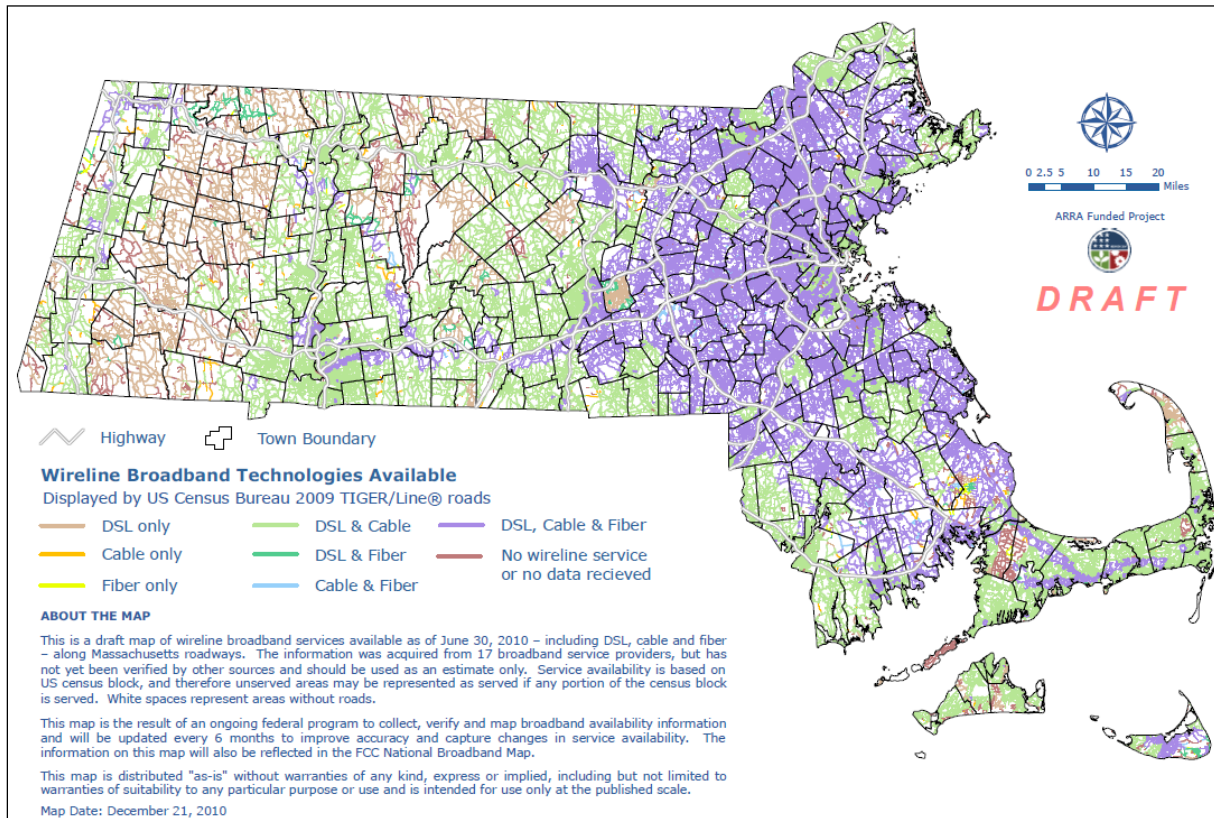 0 2.5 5 10 15 20
Miles
ARRA Funded Project
DRAFT
Highway
Town Boundary
Wireline Broadband Technologies Available
Displayed by US Census Bureau 2009 TIGER/Line® roads
DSL only
DSL & Cable
DSL, Cable & Fiber
Cable only
DSL & Fiber
No wireline service
or no data recieved
Fiber only
Cable & Fiber
ABOUT THE MAP
This is a draft map of wireline broadband services available as of June 30, 2010 – including DSL, cable and fiber
– along Massachusetts roadways. The information was acquired from 17 broadband service providers, but has
not yet been verified by other sources and should be used as an estimate only. Service availability is based on
US census block, and therefore unserved areas may be represented as served if any portion of the census block
is served. White spaces represent areas without roads.
This map is the result of an ongoing federal program to collect, verify and map broadband availability information
and will be updated every 6 months to improve accuracy and capture changes in service availability. The
information on this map will also be reflected in the FCC National Broadband Map.
This map is distributed "as-is" without warranties of any kind, express or implied, including but not limited to
warranties of suitability to any particular purpose or use and is intended for use only at the published scale.
Map Date: December 21, 2010